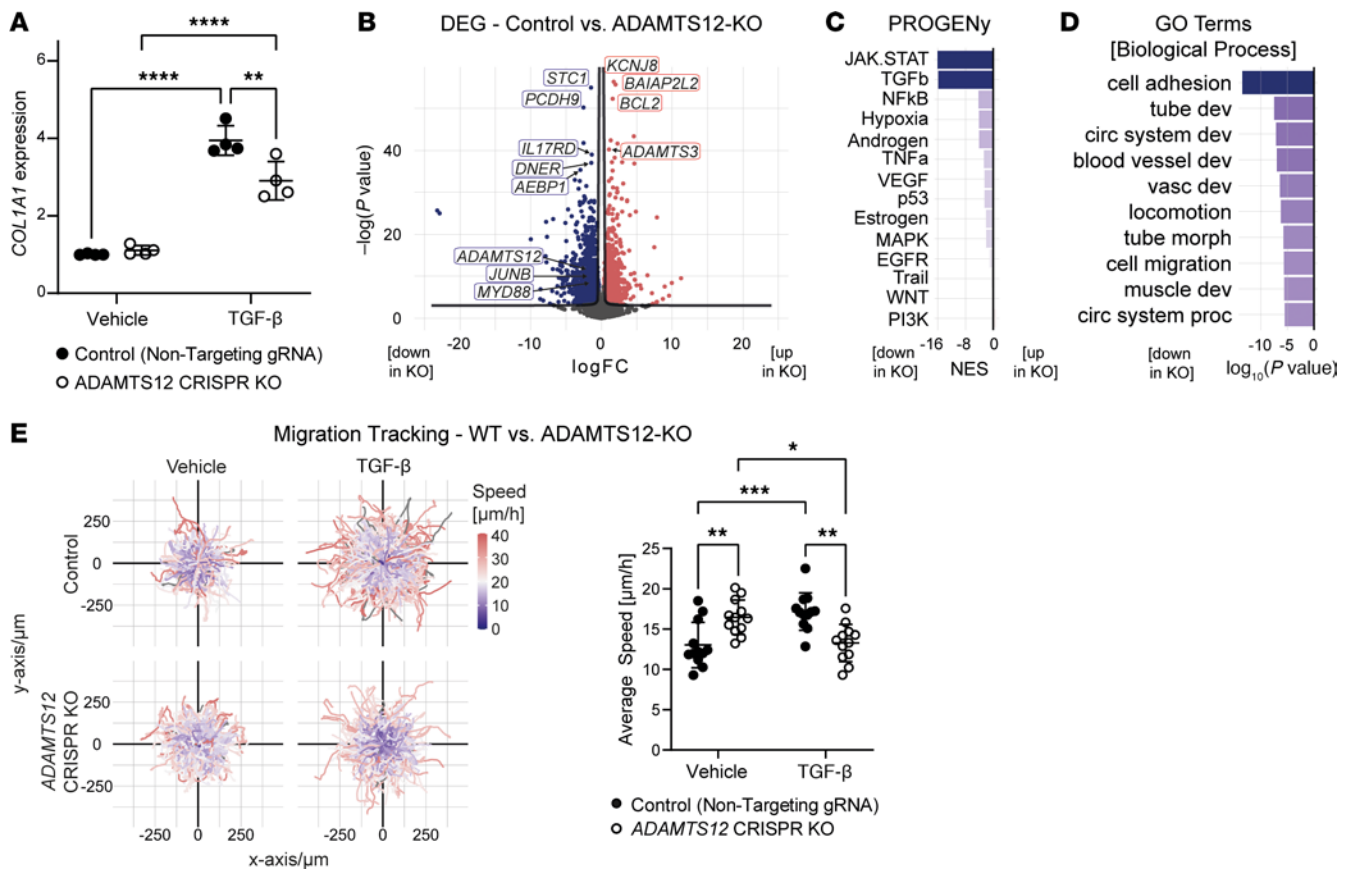 A
****
****
**
COL1A1 expression
6
4
2
0
Vehicle
TGF-β
Control (Non-Targeting gRNA)
ADAMTS12 CRISPR KO
B
DEG - Control vs. ADAMTS12-KO
STC1
PCDH9
IL17RD
DNER
AEBP1
ADAMTS12
JUNB
MYD88
KCNJ8
BAIAP2L2
BCL2
ADAMTS3
–log(P value)
40
20
0
-20
-10
0
10
20
[down in KO]
logFC
[up in KO]
C
PROGENy
JAK.STAT
TGFb
NFkB
Hypoxia
Androgen
TNFa
VEGF
p53
Estrogen
MAPK
EGFR
Trail
WNT
PI3K
-16
-8
-4
0
[down in KO]
NES
[up in KO]
D
GO Terms
[Biological Process]
cell adhesion
tube dev
circ system dev
blood vessel dev
vasc dev
locomotion
tube morph
cell migration
muscle dev
circ system proc
-10
-5
0
[down in KO]
log10(P value)
E
Migration Tracking - WT vs. ADAMTS12-KO
Vehicle
TGF-β
Control
250
0
-250
Speed
[μm/h]
40
30
20
10
0
y-axis/μm
ADAMTS12
CRISPR KO
250
0
-250
-250
0
250
-250
0
250
x-axis/μm
*
***
**
**
Average Speed [μm/h]
25
20
15
10
5
0
Vehicle
TGF-β
Control (Non-Targeting gRNA)
ADAMTS12 CRISPR KO